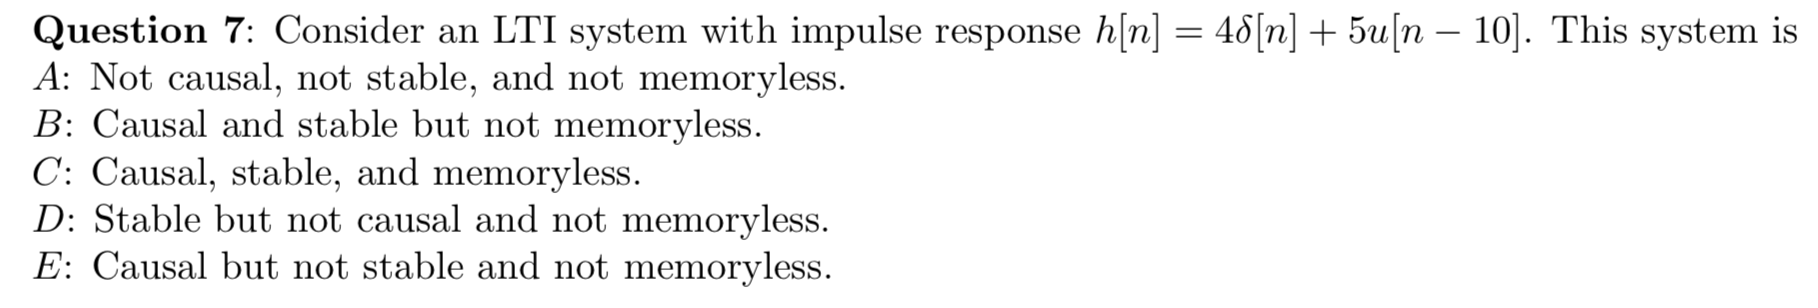 Question 7: Consider an LTI system with impulse response h[n] = 4δ[n] + 5u[n − 10]. This system is
A: Not causal, not stable, and not memoryless.
B: Causal and stable but not memoryless.
C: Causal, stable, and memoryless.
D: Stable but not causal and not memoryless.
E: Causal but not stable and not memoryless.